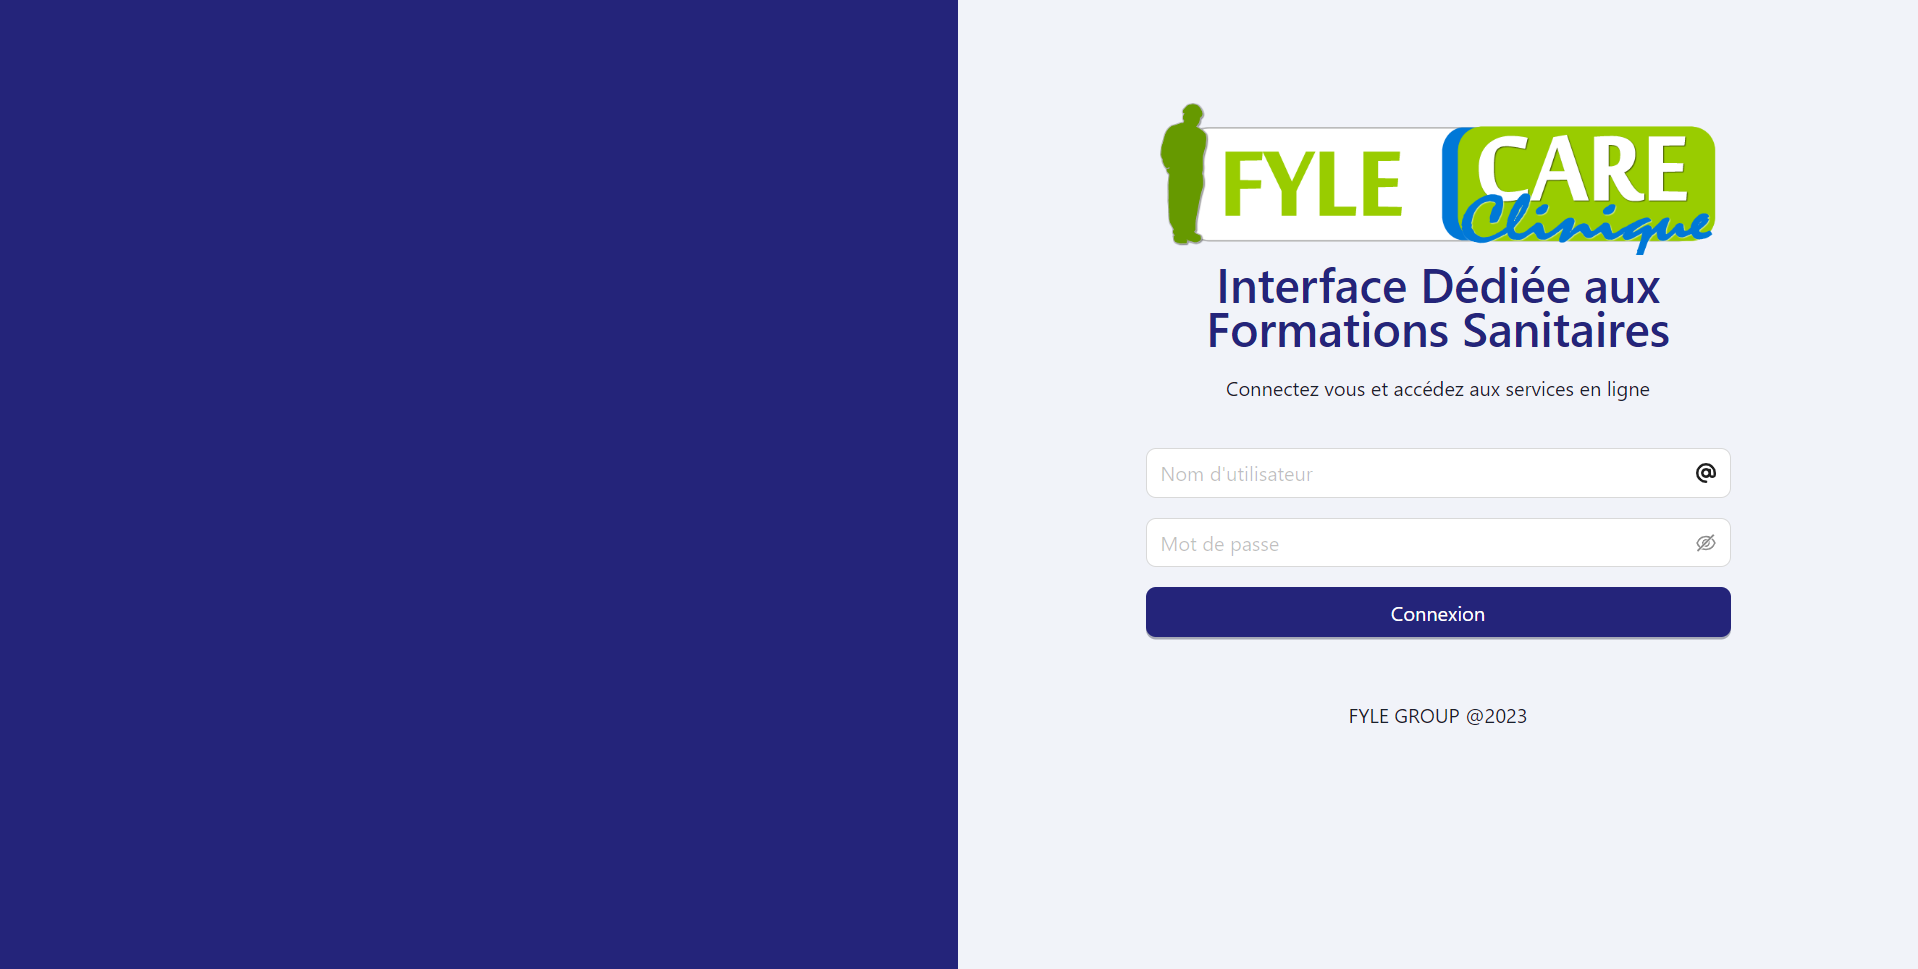 FYLE CARE
Clinique
Interface Dédiée aux
Formations Sanitaires
Connectez vous et accédez aux services en ligne
Nom d'utilisateur
Mot de passe
Connexion
FYLE GROUP @2023